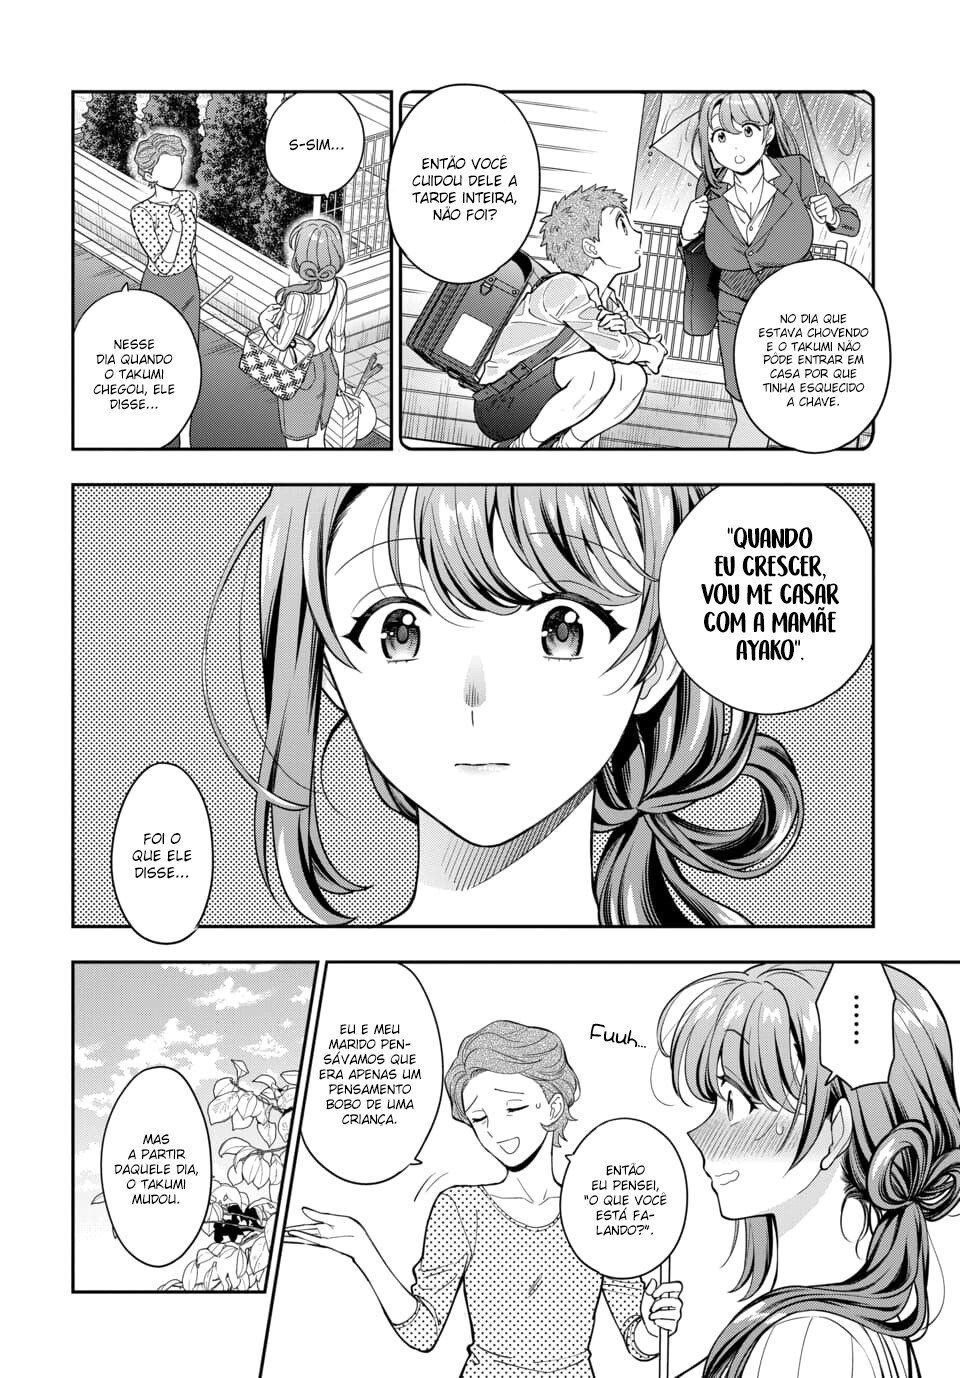 NO DIA QUE
ESTAVA CHOVENDO
E O TAKUMI NÃO
PÓDE ENTRAR EM
CASA POR QUE
TINHA ESQUECIDO
A CHAVE.
ENTÃO VOCÊ
CUIDOU DELE A
TARDE INTEIRA,
NÃO FOI?
S-SIM...
NESSE
DIA QUANDO
O TAKUMI
CHEGOU, ELE
DISSE...
"QUANDO
EU CRESCER,
VOU ME CASAR
COM A MAMÃE
AYAKO".
FOI O
QUE ELE
DISSE...
........
Fuuh...
ENTÃO
EU PENSEI,
"O QUE VOCÊ
ESTÁ FA-
LANDO?".
EU E MEU
MARIDO PEN-
SÁVAMOS QUE
ERA APENAS UM
PENSAMENTO
BOBO DE UMA
CRIANÇA.
MAS
A PARTIR
DAQUELE DIA,
O TAKUMI
MUDOU.